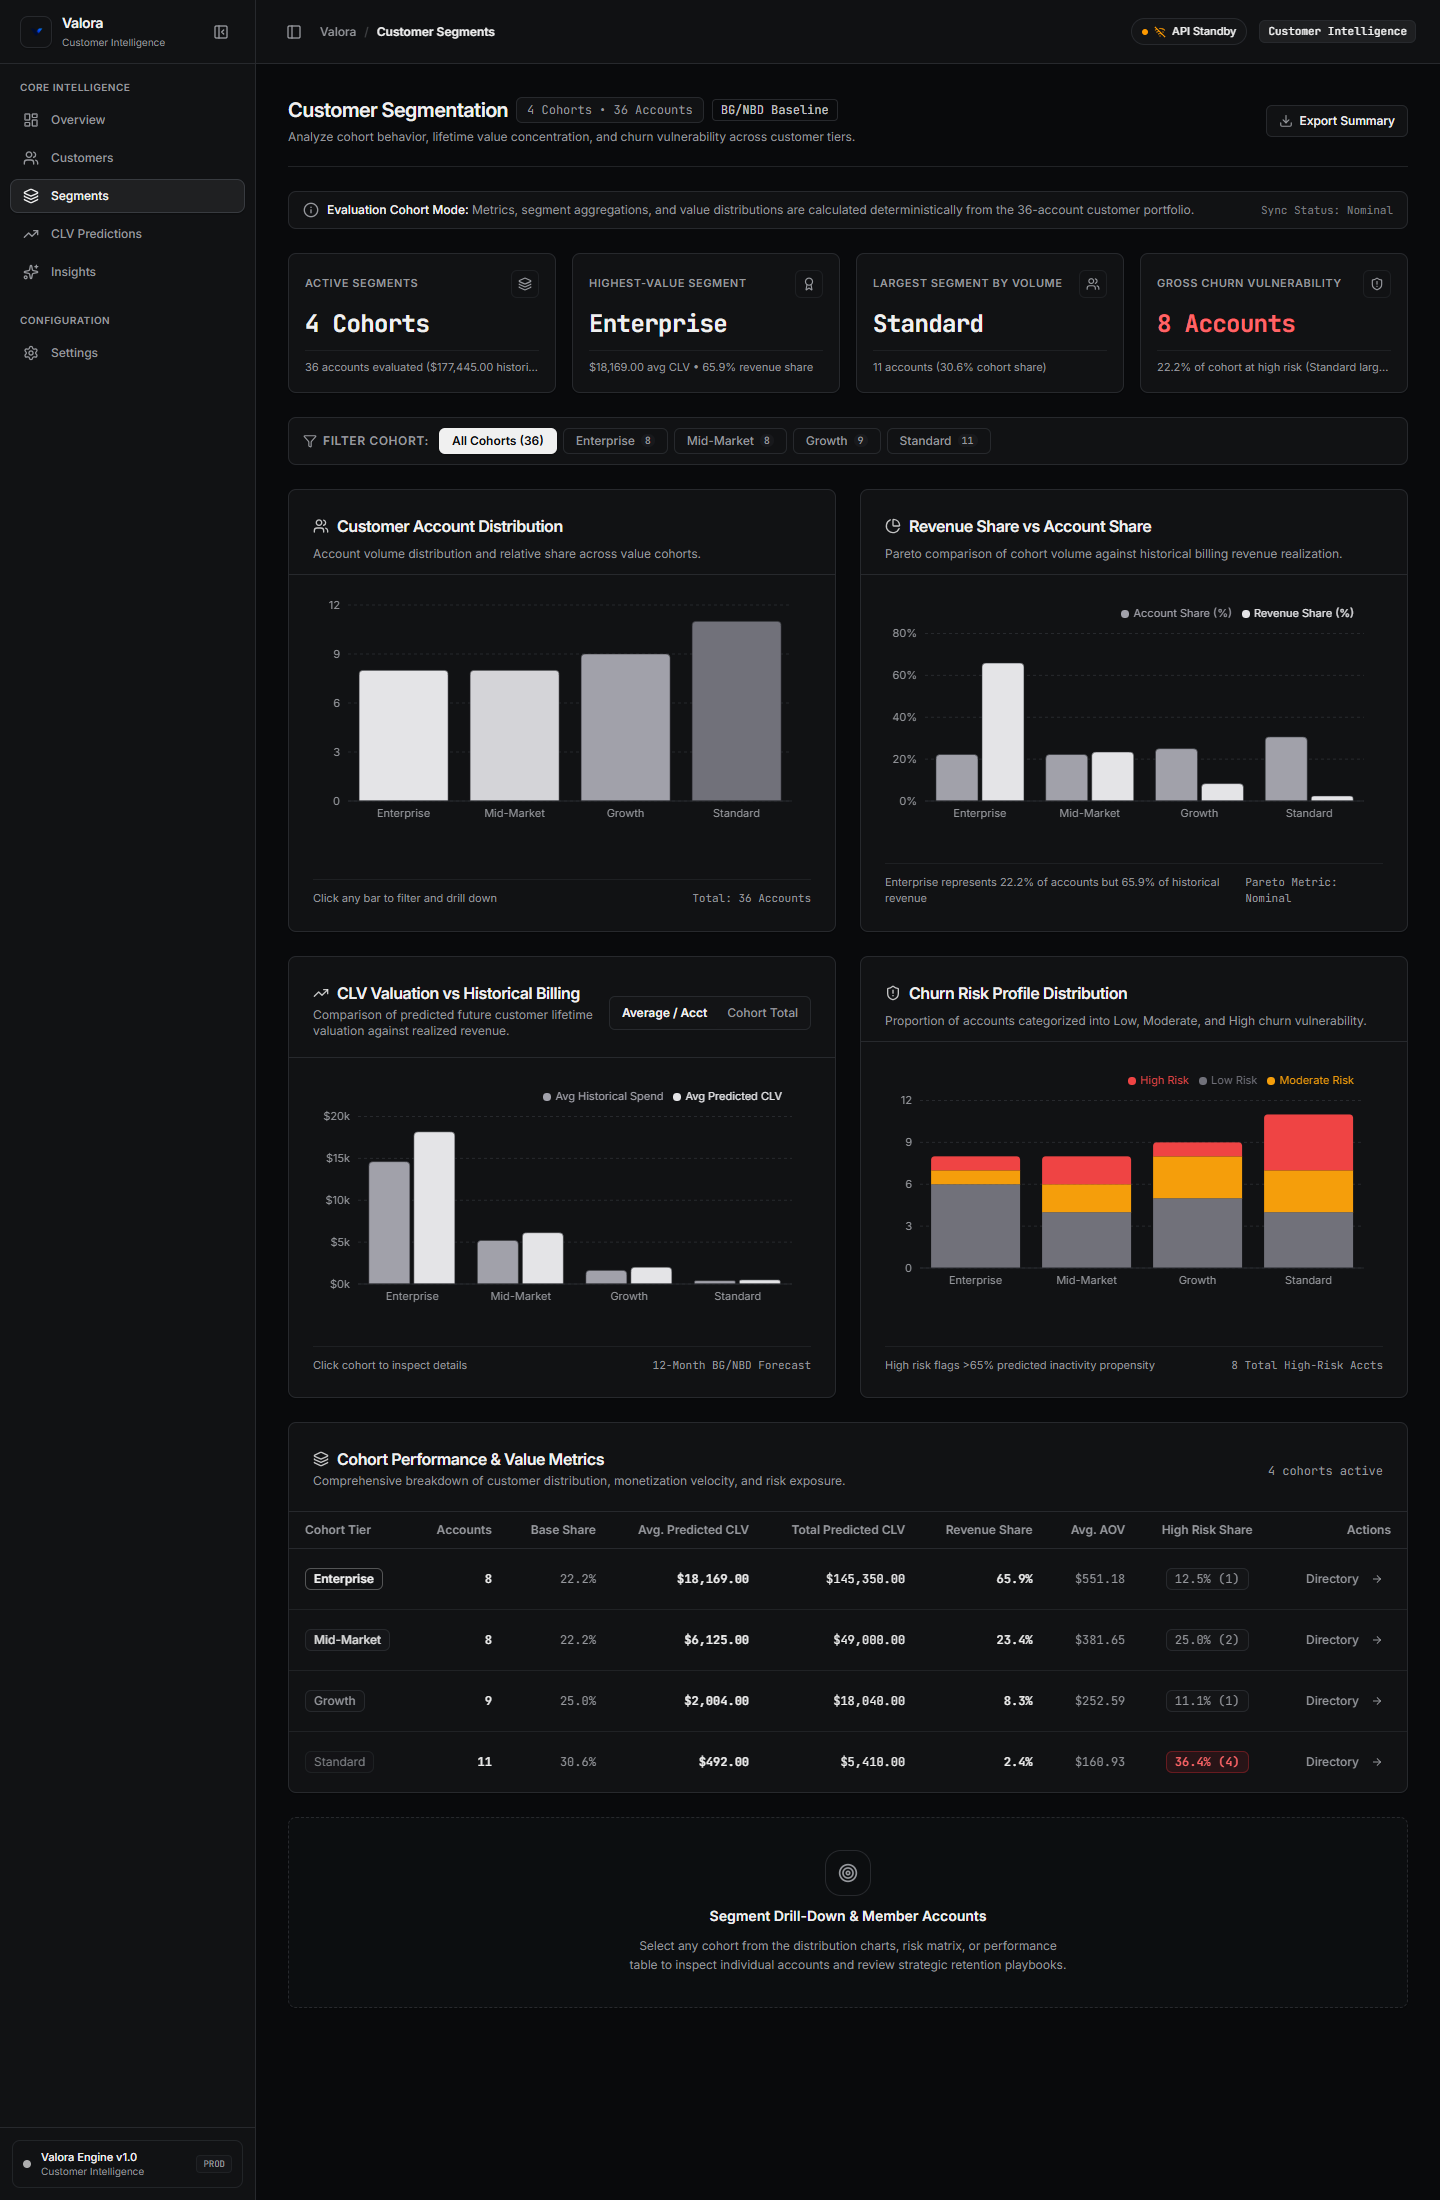 Valora
Customer Intelligence
CORE INTELLIGENCE
Overview
Customers
Segments
CLV Predictions
Insights
CONFIGURATION
Settings
Valora Engine v1.0
Customer Intelligence
PROD
Valora / Customer Segments
API Standby
Customer Intelligence
Customer Segmentation
4 Cohorts • 36 Accounts
BG/NBD Baseline
Analyze cohort behavior, lifetime value concentration, and churn vulnerability across customer tiers.
Export Summary
Evaluation Cohort Mode: Metrics, segment aggregations, and value distributions are calculated deterministically from the 36-account customer portfolio.
Sync Status: Nominal
ACTIVE SEGMENTS
4 Cohorts
36 accounts evaluated ($177,445.00 histori...
HIGHEST-VALUE SEGMENT
Enterprise
$18,169.00 avg CLV • 65.9% revenue share
LARGEST SEGMENT BY VOLUME
Standard
11 accounts (30.6% cohort share)
GROSS CHURN VULNERABILITY
8 Accounts
22.2% of cohort at high risk (Standard larg...
FILTER COHORT:
All Cohorts (36)
Enterprise 8
Mid-Market 8
Growth 9
Standard 11
Customer Account Distribution
Account volume distribution and relative share across value cohorts.
12
9
6
3
0
Enterprise
Mid-Market
Growth
Standard
Click any bar to filter and drill down
Total: 36 Accounts
Revenue Share vs Account Share
Pareto comparison of cohort volume against historical billing revenue realization.
Account Share (%)
Revenue Share (%)
80%
60%
40%
20%
0%
Enterprise
Mid-Market
Growth
Standard
Enterprise represents 22.2% of accounts but 65.9% of historical
revenue
Pareto Metric:
Nominal
CLV Valuation vs Historical Billing
Comparison of predicted future customer lifetime
valuation against realized revenue.
Average / Acct
Cohort Total
Avg Historical Spend
Avg Predicted CLV
$20k
$15k
$10k
$5k
$0k
Enterprise
Mid-Market
Growth
Standard
Click cohort to inspect details
12-Month BG/NBD Forecast
Churn Risk Profile Distribution
Proportion of accounts categorized into Low, Moderate, and High churn vulnerability.
High Risk
Low Risk
Moderate Risk
12
9
6
3
0
Enterprise
Mid-Market
Growth
Standard
High risk flags >65% predicted inactivity propensity
8 Total High-Risk Accts
Cohort Performance & Value Metrics
Comprehensive breakdown of customer distribution, monetization velocity, and risk exposure.
4 cohorts active
Cohort Tier Accounts Base Share Avg. Predicted CLV Total Predicted CLV Revenue Share Avg. AOV High Risk Share Actions
Enterprise 8 22.2% $18,169.00 $145,350.00 65.9% $551.18 12.5% (1) Directory →
Mid-Market 8 22.2% $6,125.00 $49,000.00 23.4% $381.65 25.0% (2) Directory →
Growth 9 25.0% $2,004.00 $18,040.00 8.3% $252.59 11.1% (1) Directory →
Standard 11 30.6% $492.00 $5,410.00 2.4% $160.93 36.4% (4) Directory →
Segment Drill-Down & Member Accounts
Select any cohort from the distribution charts, risk matrix, or performance
table to inspect individual accounts and review strategic retention playbooks.